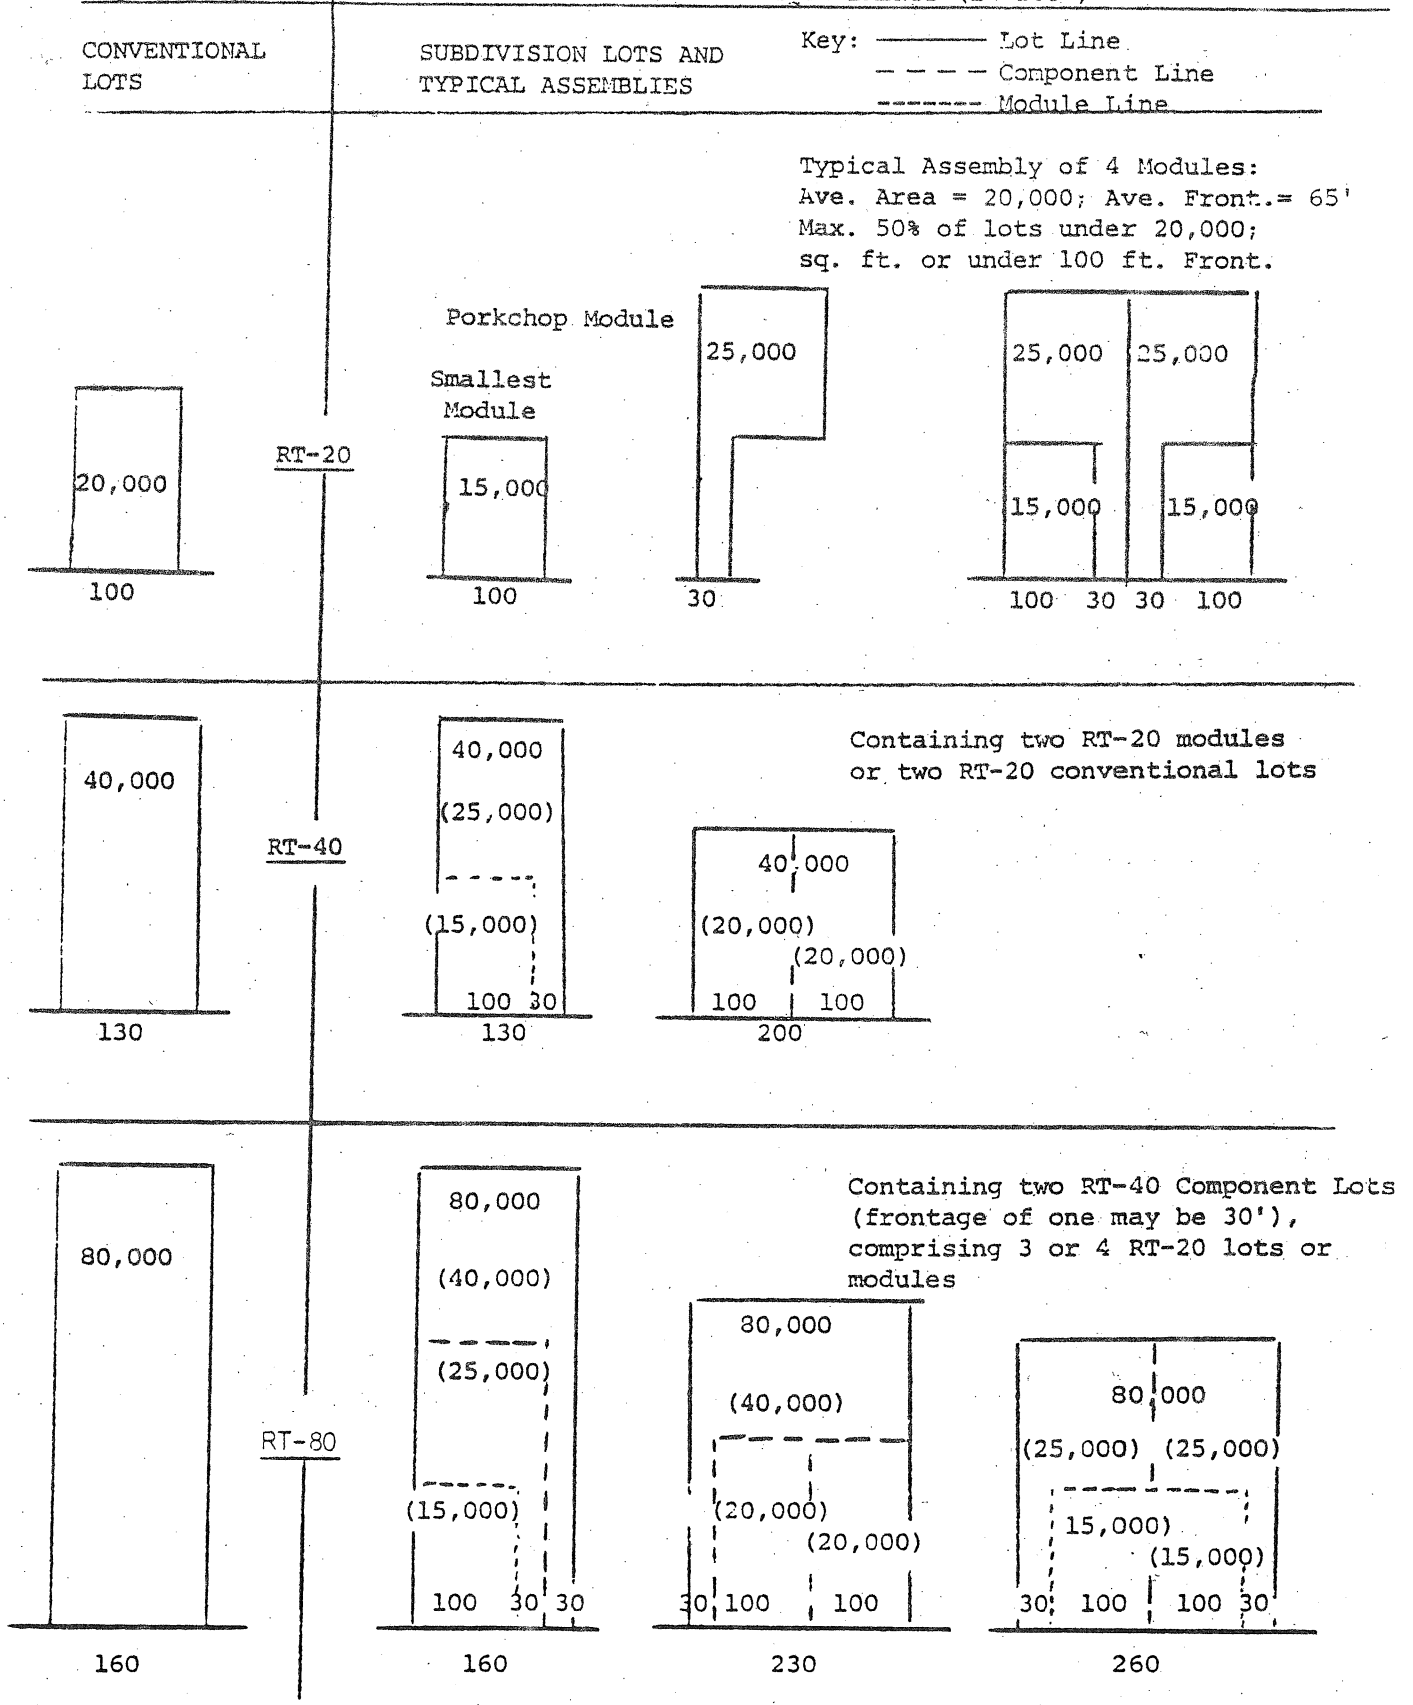 CONVENTIONAL
LOTS
SUBDIVISION LOTS AND
TYPICAL ASSEMBLIES
Key: Lot Line
Component Line
Module Line
Typical Assembly of 4 Modules:
Ave. Area = 20,000; Ave. Front.= 65'
Max. 50% of lots under 20,000;
sq. ft. or under 100 ft. Front.
RT-20
20,000
100
Smallest
Module
15,000
100
Porkchop Module
25,000
30
25,000 25,000
15,000 15,000
100 30 30 100
RT-40
40,000
130
40,000
(25,000)
(15,000)
100 30
130
Containing two RT-20 modules
or two RT-20 conventional lots
40,000
(20,000)
(20,000)
100 100
200
RT-80
80,000
160
80,000
(40,000)
(25,000)
(15,000)
100 30 30
160
Containing two RT-40 Component Lots
(frontage of one may be 30'),
comprising 3 or 4 RT-20 lots or
modules
80,000
(40,000)
(20,000)
(20,000)
30 100 100
230
80,000
(25,000) (25,000)
15,000)
(15,000)
30 100 100 30
260